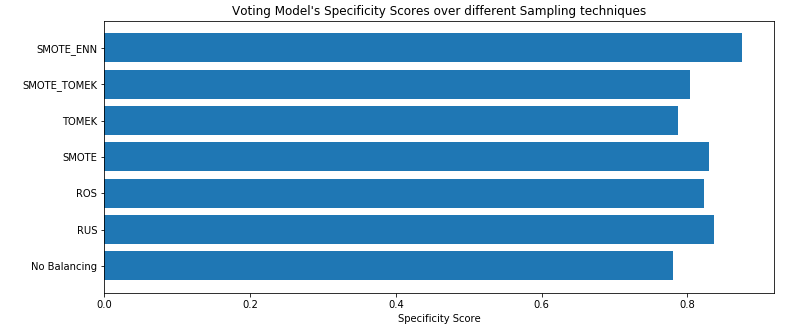 Voting Model's Specificity Scores over different Sampling techniques
SMOTE_ENN
SMOTE_TOMEK
TOMEK
SMOTE
ROS
RUS
No Balancing
0.0 0.2 0.4 0.6 0.8
Specificity Score